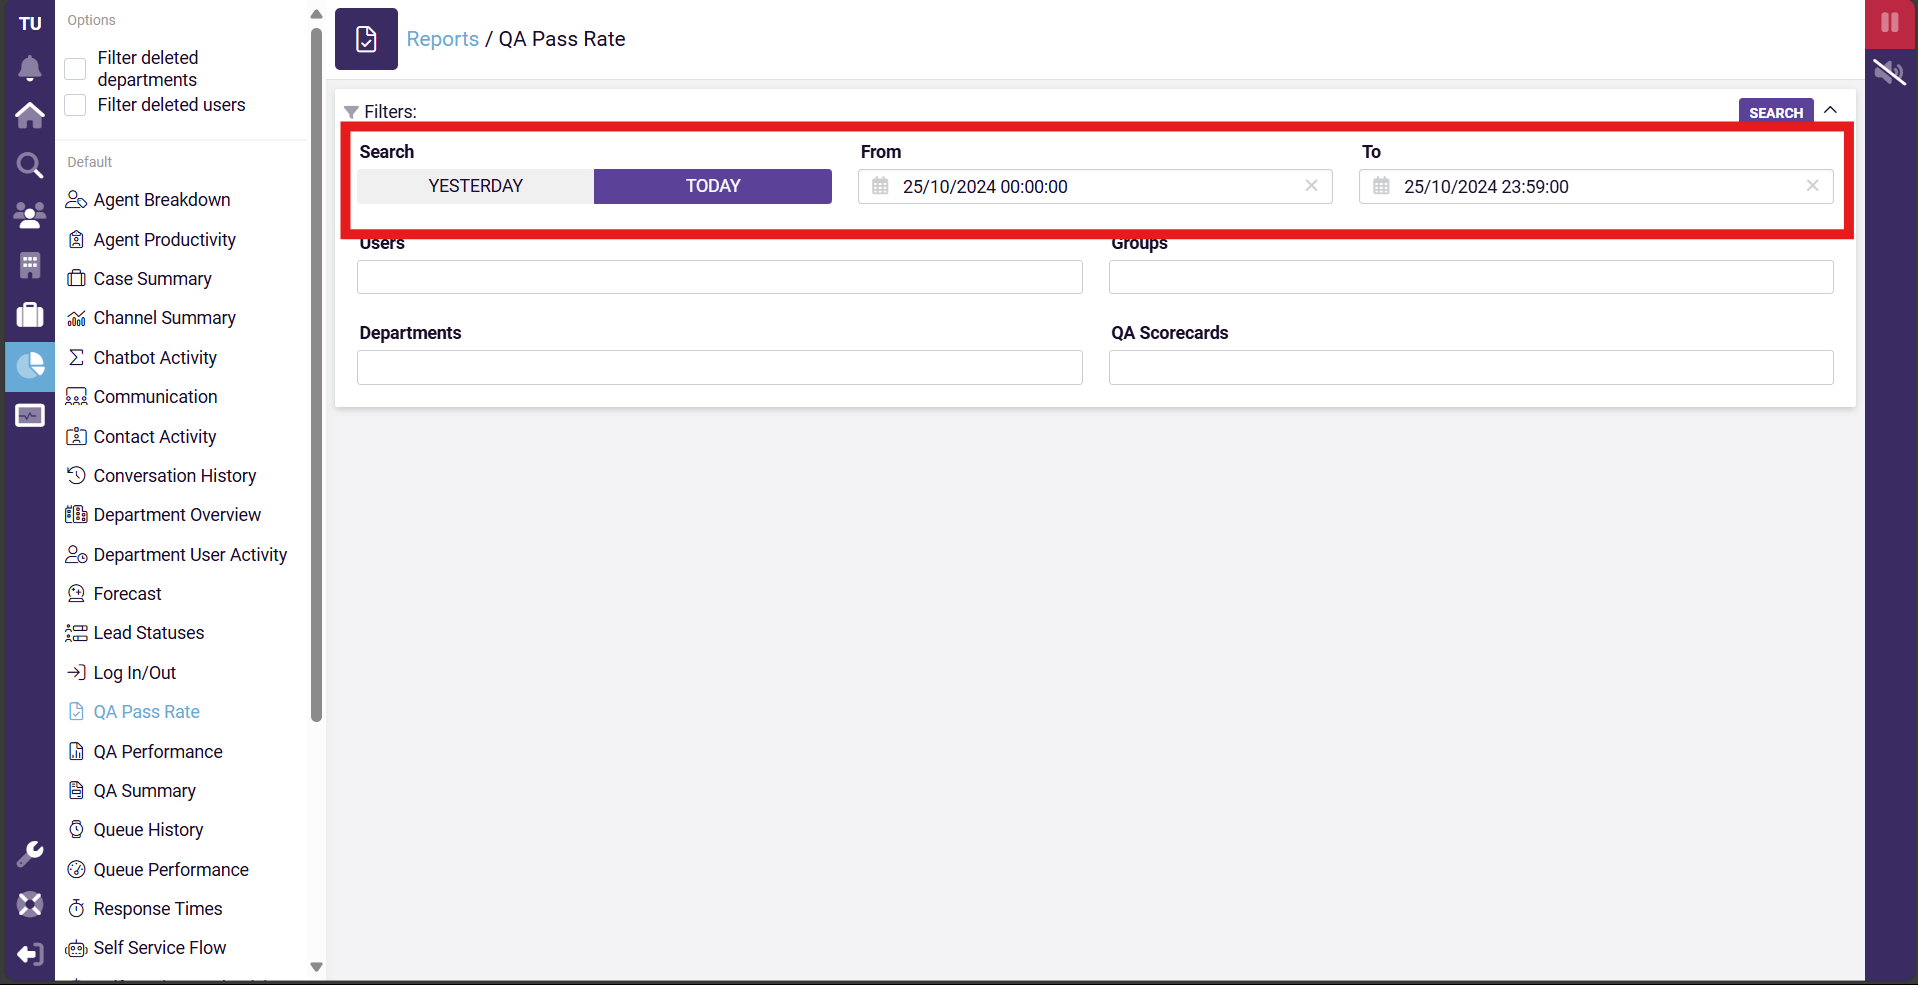 TU
Options
Filter deleted
departments
Filter deleted users
Default
Agent Breakdown
Agent Productivity
Case Summary
Channel Summary
Chatbot Activity
Communication
Contact Activity
Conversation History
Department Overview
Department User Activity
Forecast
Lead Statuses
Log In/Out
QA Pass Rate
QA Performance
QA Summary
Queue History
Queue Performance
Response Times
Self Service Flow
Reports / QA Pass Rate
Filters:
SEARCH
Search From To
YESTERDAY TODAY 25/10/2024 00:00:00 25/10/2024 23:59:00
Users Groups
Departments QA Scorecards